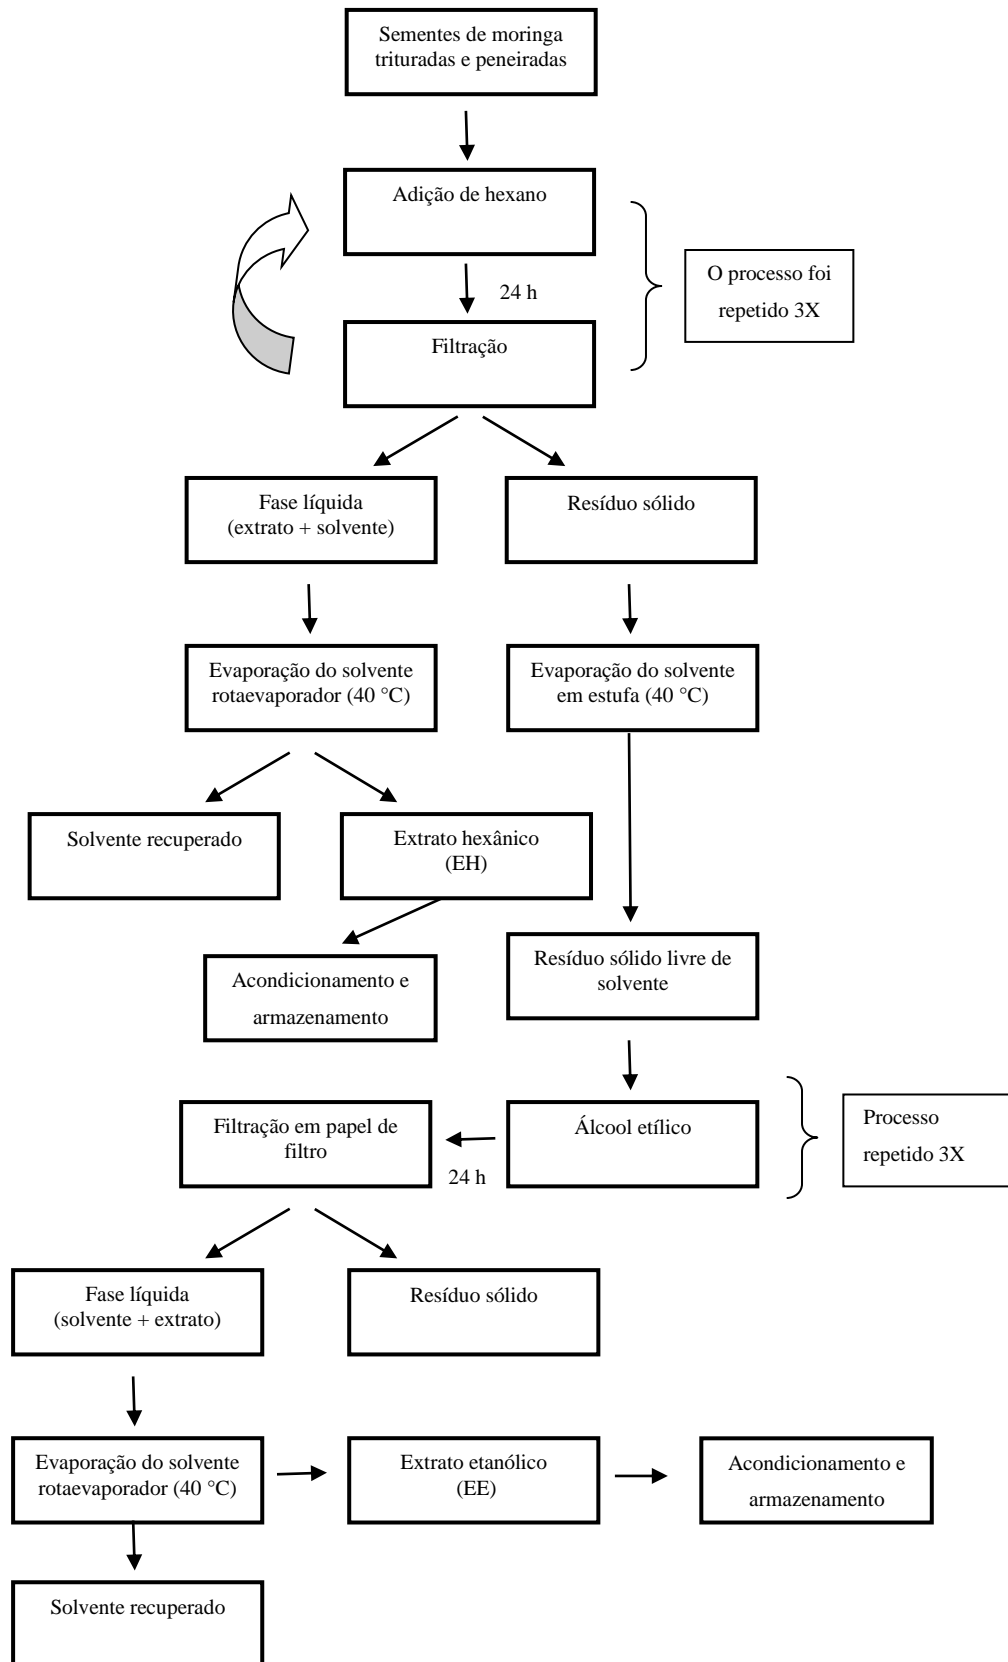 Sementes de moringa
trituradas e peneiradas
Adição de hexano
24 h
O processo foi
repetido 3X
Filtração
Fase líquida
(extrato + solvente)
Resíduo sólido
Evaporação do solvente
rotaevaporador (40 °C)
Evaporação do solvente
em estufa (40 °C)
Solvente recuperado
Extrato hexânico
(EH)
Acondicionamento e
armazenamento
Resíduo sólido livre de
solvente
Filtração em papel de
filtro
24 h
Álcool etílico
Processo
repetido 3X
Fase líquida
(solvente + extrato)
Resíduo sólido
Evaporação do solvente
rotaevaporador (40 °C)
Extrato etanólico
(EE)
Acondicionamento e
armazenamento
Solvente recuperado